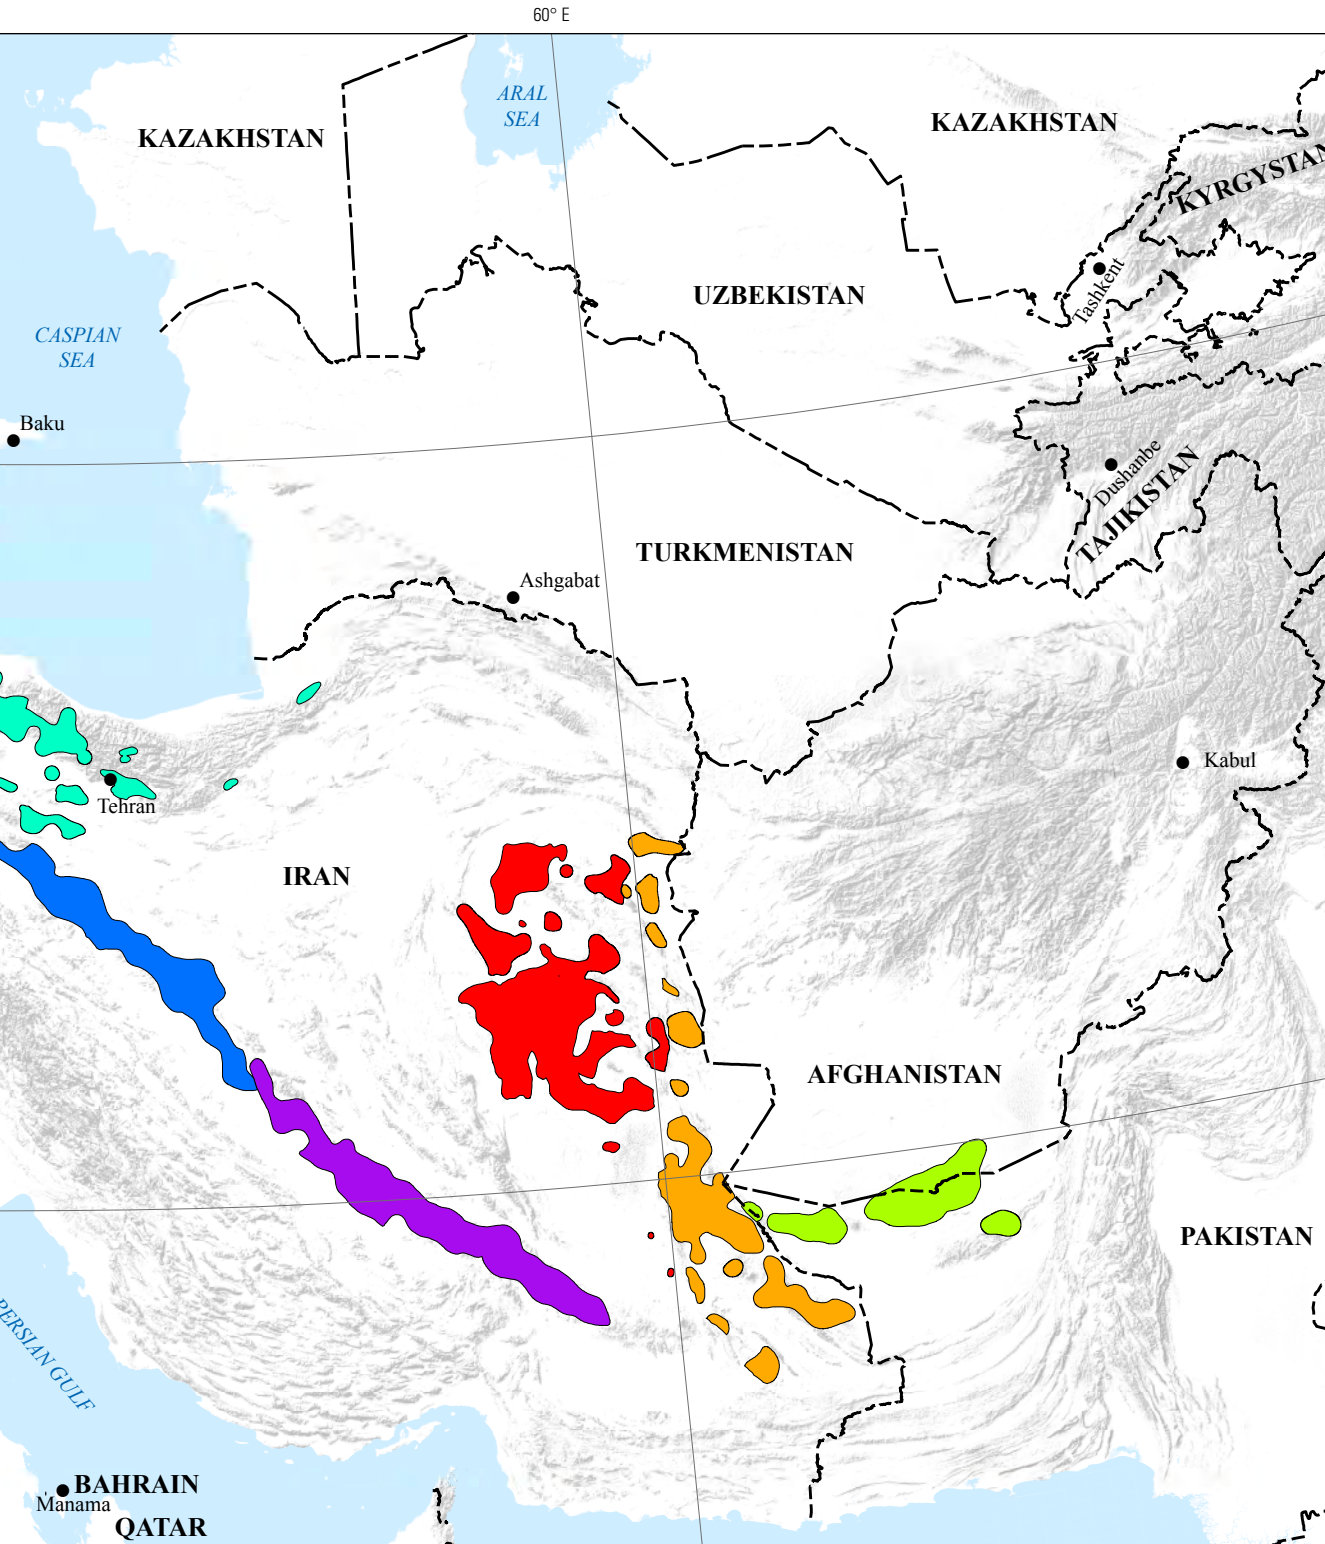 60° E
ARAL
SEA
KAZAKHSTAN
KAZAKHSTAN
KYRGYSTAN
Tashkent
UZBEKISTAN
CASPIAN
SEA
Baku
Dushanbe
TAJIKISTAN
TURKMENISTAN
Ashgabat
Kabul
Tehran
IRAN
AFGHANISTAN
PAKISTAN
PERSIAN GULF
BAHRAIN
Manama
QATAR